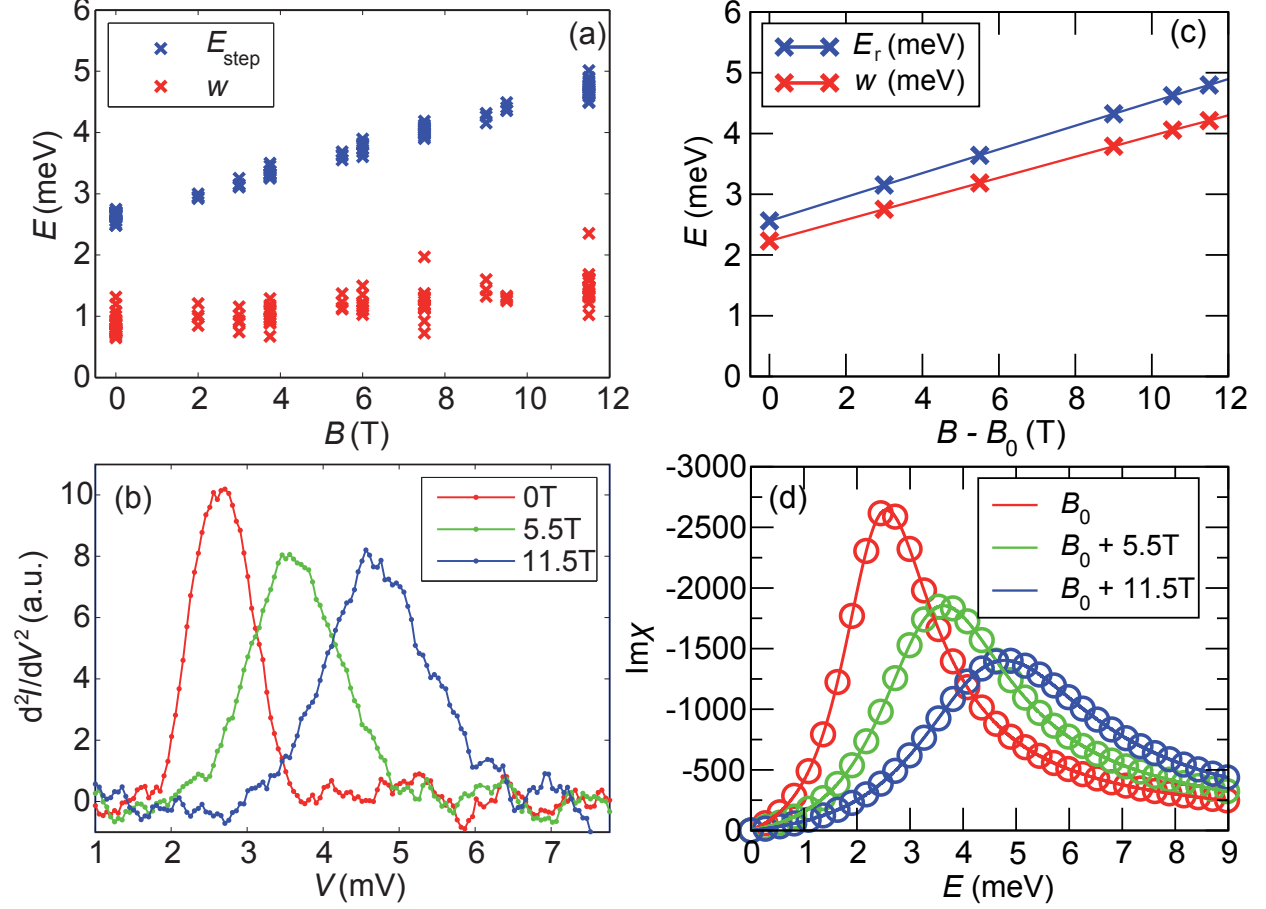 (a)
E_step
w
6
5
4
3
2
1
0
E (meV)
0 2 4 6 8 10 12
B (T)
(c)
E_r (meV)
w (meV)
6
5
4
3
2
1
0
E (meV)
0 2 4 6 8 10 12
B - B_0 (T)
(b)
0T
5.5T
11.5T
10
8
6
4
2
0
d²I/dV² (a.u.)
1 2 3 4 5 6 7
V (mV)
(d)
B_0
B_0 + 5.5T
B_0 + 11.5T
-3000
-2500
-2000
-1500
-1000
-500
0
Imχ
0 1 2 3 4 5 6 7 8 9
E (meV)